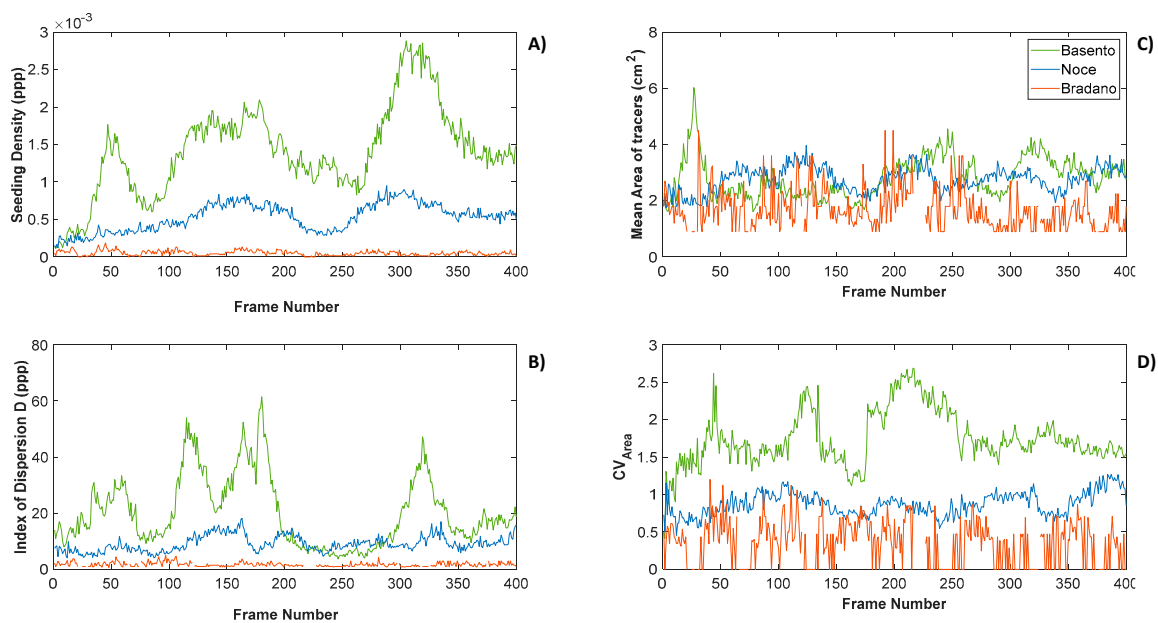 ×10⁻³
A)
Seeding Density (ppp)
3
2.5
2
1.5
1
0.5
0
0 50 100 150 200 250 300 350 400
Frame Number
C)
Mean Area of tracers (cm²)
8
6
4
2
0
0 50 100 150 200 250 300 350 400
Frame Number
Basento
Noce
Bradano
B)
Index of Dispersion D (ppp)
80
60
40
20
0
0 50 100 150 200 250 300 350 400
Frame Number
D)
CV_Area
3
2.5
2
1.5
1
0.5
0
0 50 100 150 200 250 300 350 400
Frame Number